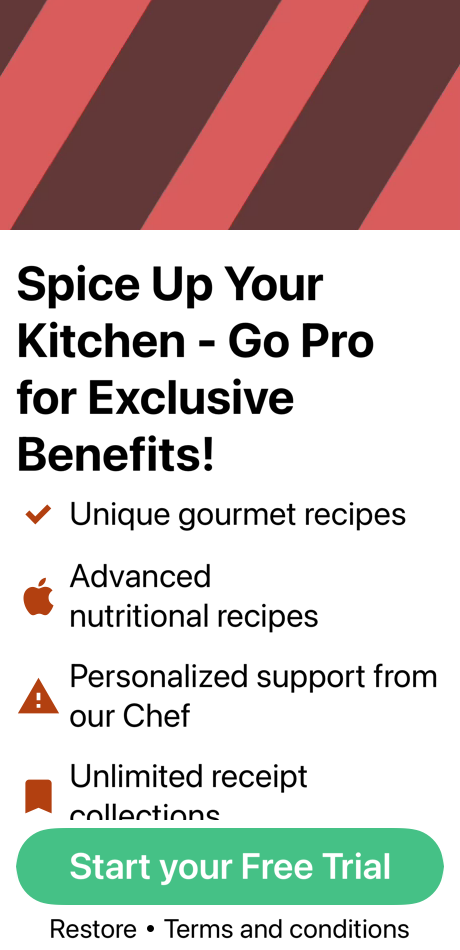 Spice Up Your
Kitchen - Go Pro
for Exclusive
Benefits!
Unique gourmet recipes
Advanced
nutritional recipes
Personalized support from
our Chef
Unlimited receipt
collections
Start your Free Trial
Restore • Terms and conditions